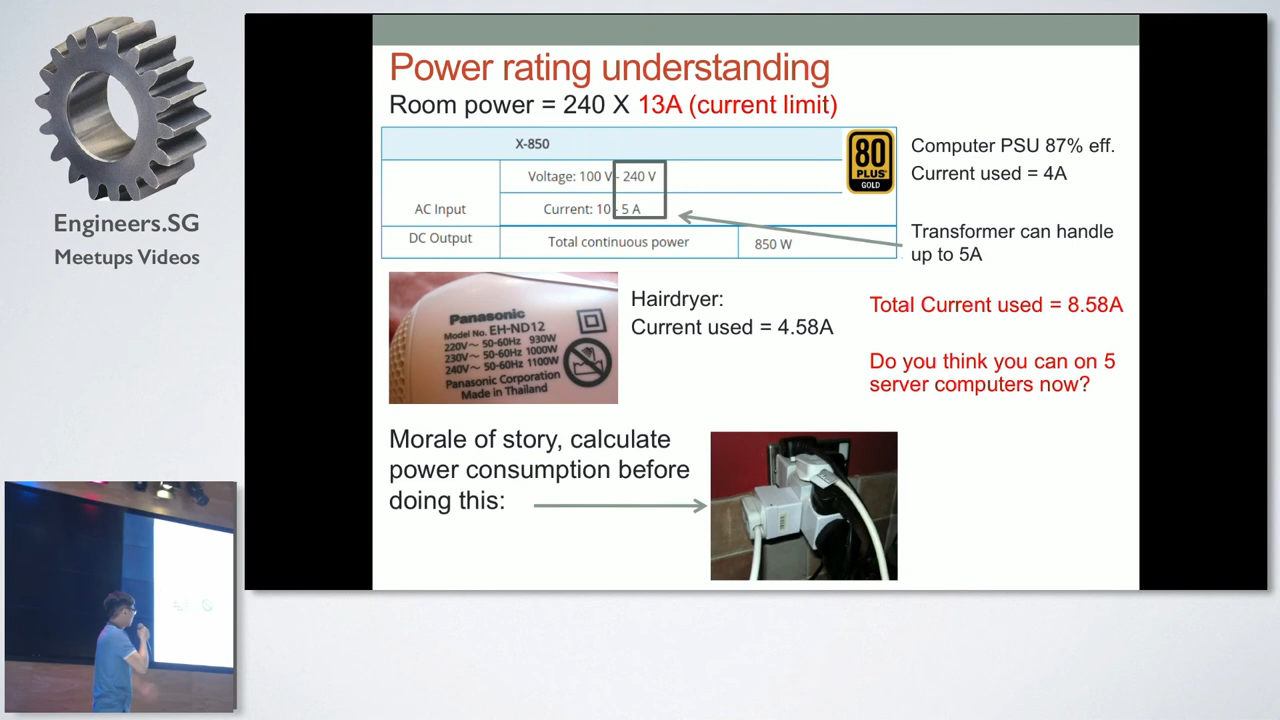 Engineers.SG
Meetups Videos
Power rating understanding
Room power = 240 X 13A (current limit)
X-850
Voltage: 100 V - 240 V
AC Input
Current: 10 - 5 A
DC Output
Total continuous power
850 W
80
PLUS
GOLD
Computer PSU 87% eff.
Current used = 4A
Transformer can handle
up to 5A
Panasonic
Model No. EH-ND12
220V～ 50-60Hz 930W
230V～ 50-60Hz 1000W
240V～ 50-60Hz 1100W
Panasonic Corporation
Made in Thailand
Hairdryer:
Current used = 4.58A
Total Current used = 8.58A
Do you think you can on 5
server computers now?
Morale of story, calculate
power consumption before
doing this: